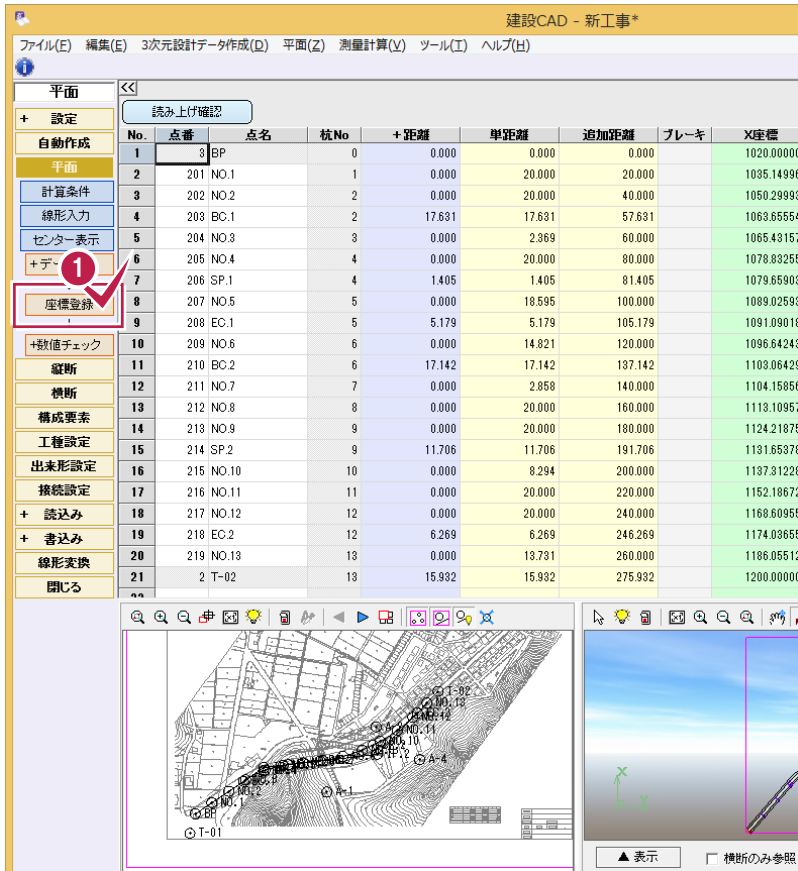 建設CAD - 新工事*
ファイル(F) 編集(E) 3次元設計データ作成(D) 平面(Z) 測量計算(V) ツール(T) ヘルプ(H)
平面
+ 設定
自動作成
平面
計算条件
線形入力
センター表示
+デー
1
座標登録
+数値チェック
縦断
横断
構成要素
工種設定
出来形設定
接続設定
+ 読込み
+ 書込み
線形変換
閉じる
<<
読み上げ確認
No. 点番 点名 杭No +距離 単距離 追加距離 ブレーキ X座標
1 3 BP 0 0.000 0.000 0.000 1020.0000
2 201 NO.1 1 0.000 20.000 20.000 1035.1499
3 202 NO.2 2 0.000 20.000 40.000 1050.2999
4 203 BC.1 2 17.631 17.631 57.631 1063.6555
5 204 NO.3 3 0.000 2.369 60.000 1065.4315
6 205 NO.4 4 0.000 20.000 80.000 1078.8325
7 206 SP.1 4 1.405 1.405 81.405 1079.6590
8 207 NO.5 5 0.000 18.595 100.000 1089.0259
9 208 EC.1 5 5.179 5.179 105.179 1091.0901
10 209 NO.6 6 0.000 14.821 120.000 1096.6424
11 210 BC.2 6 17.142 17.142 137.142 1103.0642
12 211 NO.7 7 0.000 2.858 140.000 1104.1585
13 212 NO.8 8 0.000 20.000 160.000 1113.1095
14 213 NO.9 9 0.000 20.000 180.000 1124.2187
15 214 SP.2 9 11.706 11.706 191.706 1131.6537
16 215 NO.10 10 0.000 8.294 200.000 1137.3122
17 216 NO.11 11 0.000 20.000 220.000 1152.1867
18 217 NO.12 12 0.000 20.000 240.000 1168.6095
19 218 EC.2 12 6.269 6.269 246.269 1174.0365
20 219 NO.13 13 0.000 13.731 260.000 1186.0551
21 2 T-02 13 15.932 15.932 275.932 1200.0000
T-02
NO.13
NO.11
NO.10
A-4
NO.2
A-1
NO.1
BP
T-01
X
Y
▲表示
横断のみ参照